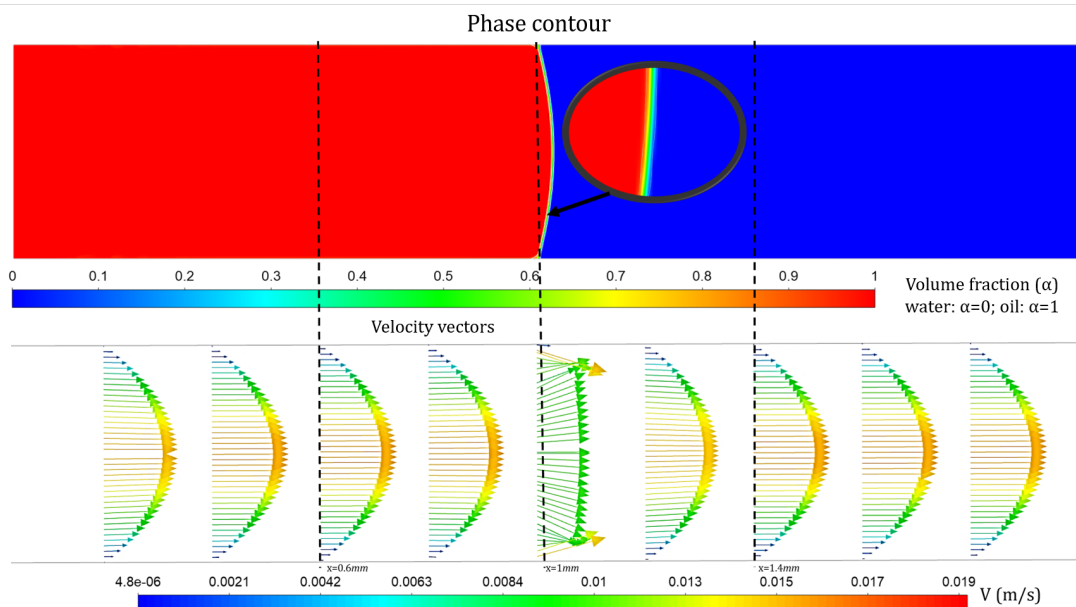 Phase contour
0 0.1 0.2 0.3 0.4 0.5 0.6 0.7 0.8 0.9 1
Volume fraction (α)
water: α=0; oil: α=1
Velocity vectors
x=0.6mm x=1mm x=1.4mm
4.8e-06 0.0021 0.0042 0.0063 0.0084 0.01 0.013 0.015 0.017 0.019
V (m/s)